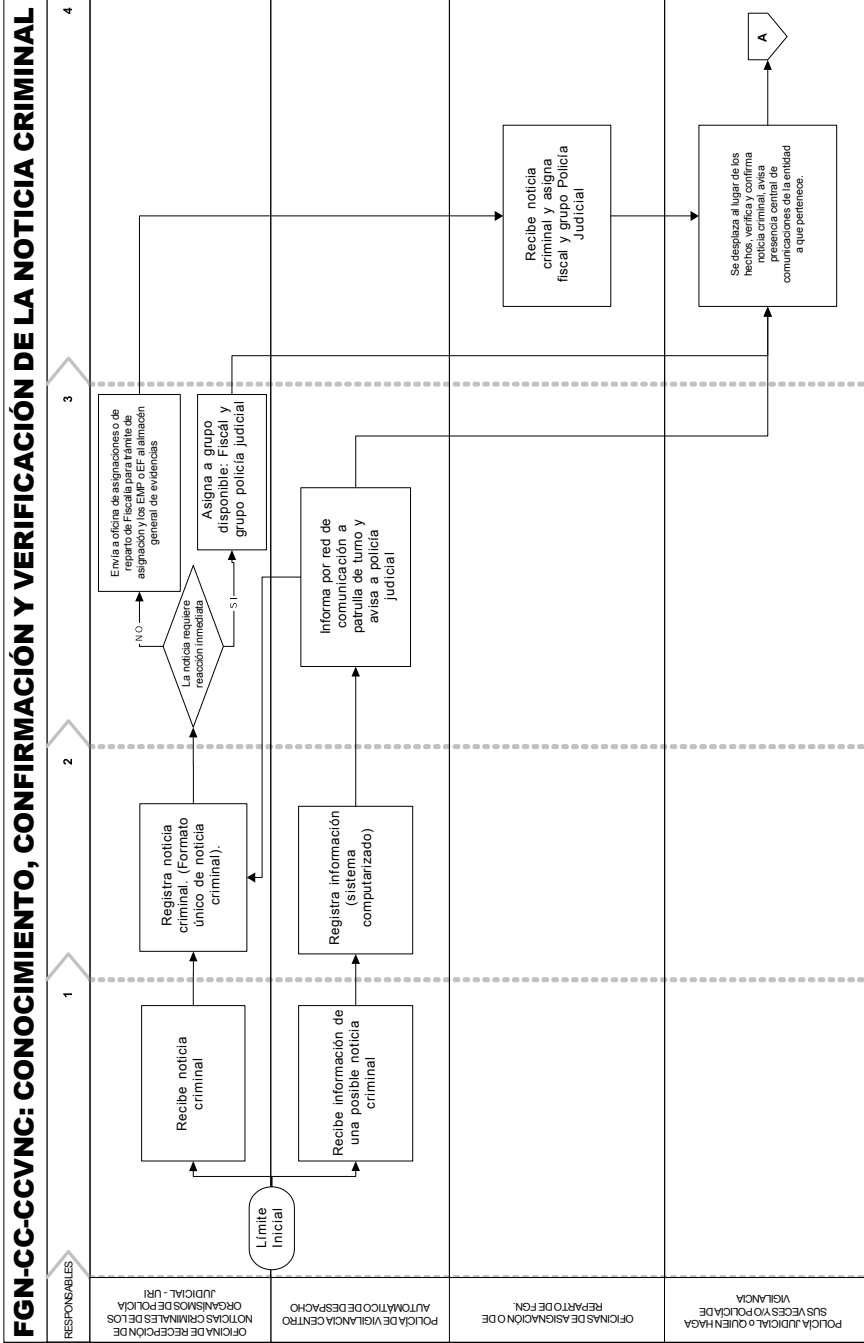 FGN-CC-CCVNC: CONOCIMIENTO, CONFIRMACIÓN Y VERIFICACIÓN DE LA NOTICIA CRIMINAL
RESPONSABLES
1
2
3
4
OFICINA DE RECEPCIÓN DE
NOTICIAS CRIMINALES DE LOS
ORGANÍSMOS DE POLICÍA
JUDICIAL - URI
Recibe noticia
criminal
Registra noticia
criminal. (Formato
único de noticia
criminal).
La noticia requiere
reacción inmediata
NO
SI
Envía a oficina de asignaciones o de
reparto de Fiscalía para trámite de
asignación y los EMP o EF al almacén
general de evidencias
Asigna a grupo
disponible: Fiscál y
grupo policía judicial
Límite
Inicial
POLICÍA DE VIGILANCIA CENTRO
AUTOMÁTICO DE DESPACHO
Recibe información de
una posible noticia
criminal
Registra información
(sistema
computarizado)
Informa por red de
comunicación a
patrulla de turno y
avisa a policía
judicial
OFICINAS DE ASIGNACIÓN O DE
REPARTO DE FGN.
Recibe noticia
criminal y asigna
fiscal y grupo Policía
Judicial
POLICÍA JUDICIAL o QUIEN HAGA
SUS VECES Y POLICÍA DE
VIGILANCIA
Se desplaza al lugar de los
hechos, verifica y confirma
noticia criminal, avisa
presencia central de
comunicaciones de la entidad
a que pertenece.
A